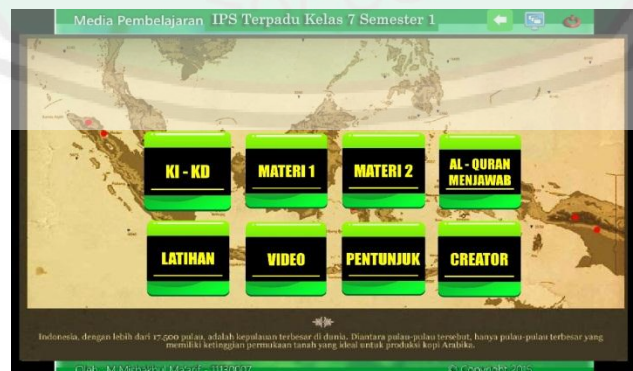 Media Pembelajaran IPS Terpadu Kelas 7 Semester 1
KI - KD
MATERI 1
MATERI 2
AL - QURAN
MENJAWAB
LATIHAN
VIDEO
PENTUNJUK
CREATOR
Indonesia, dengan lebih dari 17.500 pulau, adalah kepulauan terbesar di dunia. Diantara pulau-pulau tersebut, hanya pulau-pulau terbesar yang
memiliki ketinggian permukaan tanah yang ideal untuk produksi kopi Arabika.
Oleh : M
© Copyright 2015